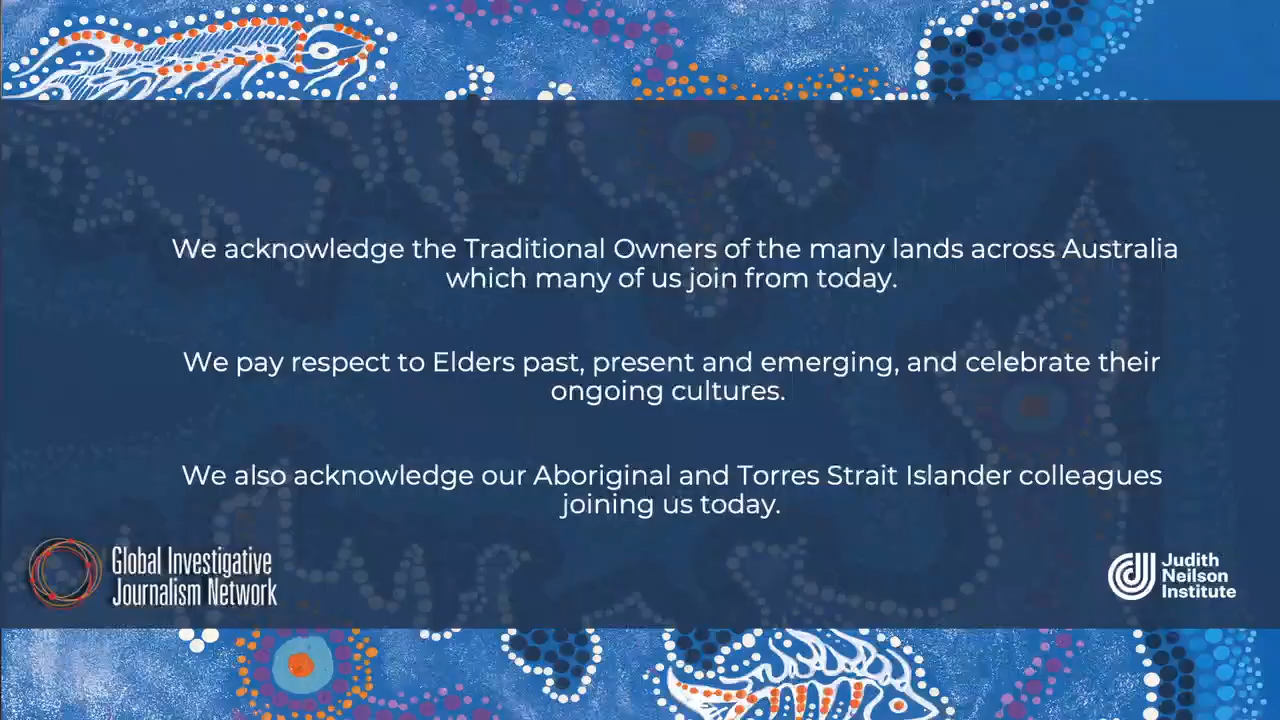 We acknowledge the Traditional Owners of the many lands across Australia
which many of us join from today.
We pay respect to Elders past, present and emerging, and celebrate their
ongoing cultures.
We also acknowledge our Aboriginal and Torres Strait Islander colleagues
joining us today.
Global Investigative
Journalism Network
Judith
Neilson
Institute